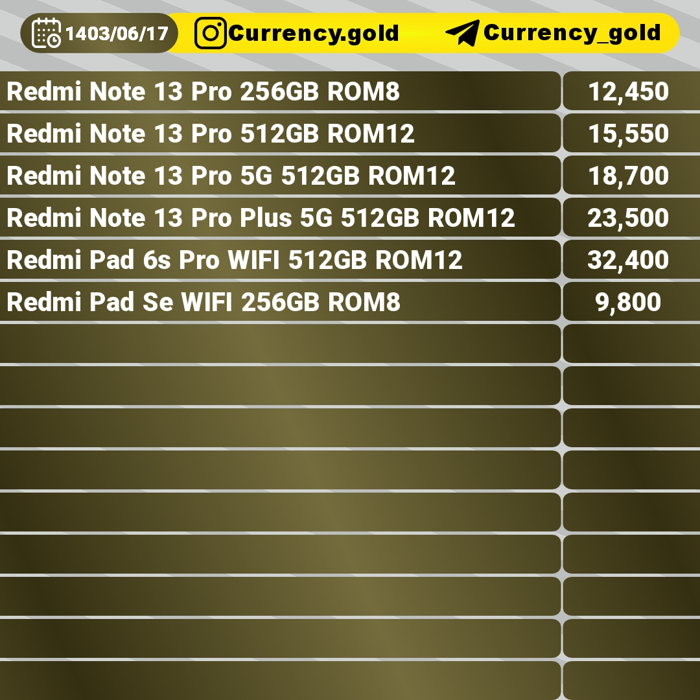 1403/06/17 Currency.gold Currency_gold
Redmi Note 13 Pro 256GB ROM8 12,450
Redmi Note 13 Pro 512GB ROM12 15,550
Redmi Note 13 Pro 5G 512GB ROM12 18,700
Redmi Note 13 Pro Plus 5G 512GB ROM12 23,500
Redmi Pad 6s Pro WIFI 512GB ROM12 32,400
Redmi Pad Se WIFI 256GB ROM8 9,800